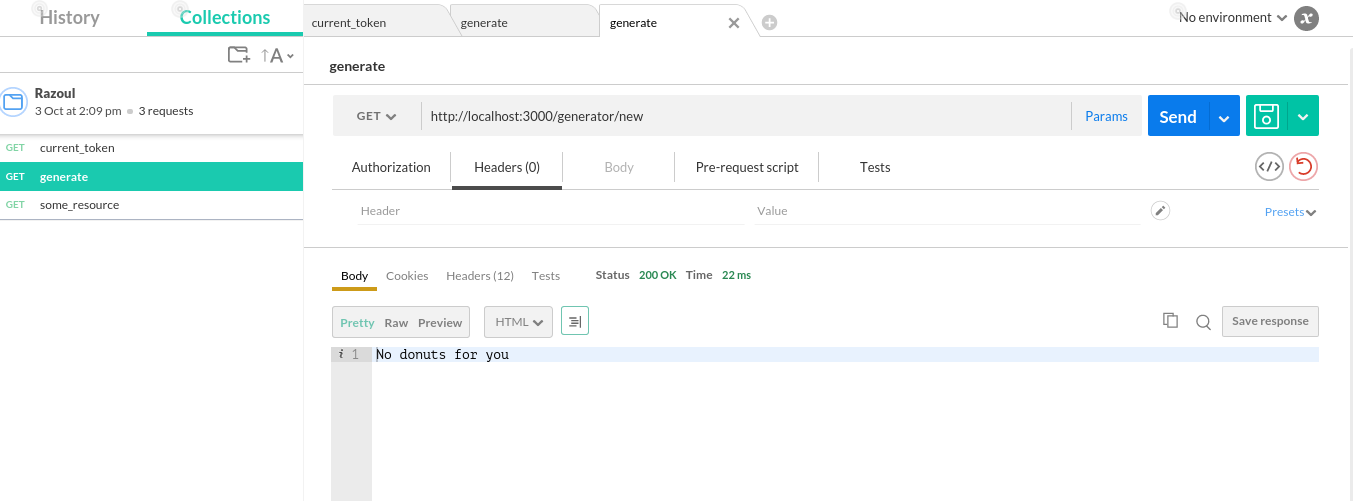 History Collections
current_token generate generate
No environment
A
generate
Razoul
3 Oct at 2:09 pm 3 requests
GET http://localhost:3000/generator/new Params Send
GET current_token
GET generate
GET some_resource
Authorization Headers (0) Body Pre-request script Tests
Header Value Presets
Body Cookies Headers (12) Tests Status 200 OK Time 22 ms
Pretty Raw Preview HTML Save response
i 1 No donuts for you